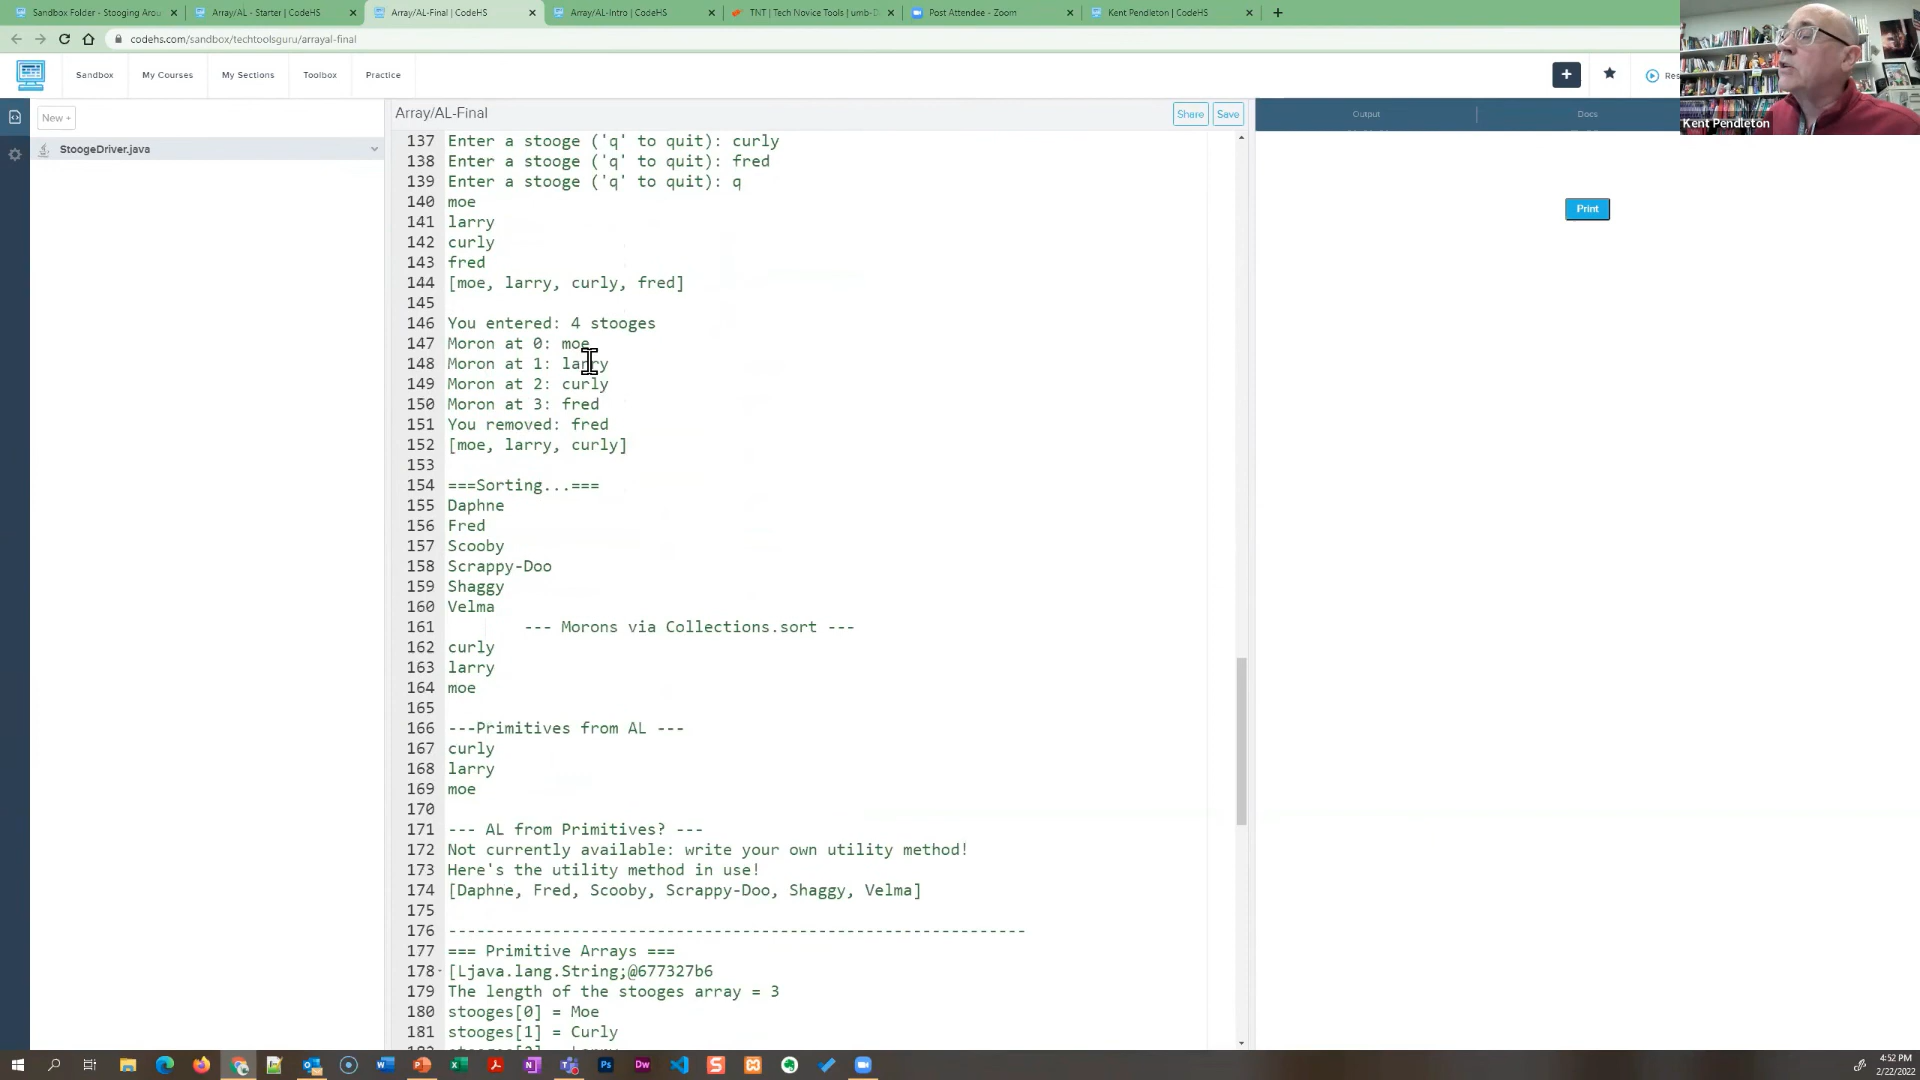 Sandbox Folder - Stooging Arou
Array/AL - Starter | CodeHS
Array/AL-Final | CodeHS
Array/AL-Intro | CodeHS
TNT | Tech Novice Tools | umb-D
Post Attendee - Zoom
Kent Pendleton | CodeHS
codehs.com/sandbox/techtoolsguru/arrayal-final
Sandbox
My Courses
My Sections
Toolbox
Practice
Res
Kent Pendleton
New +
Array/AL-Final
Share
Save
Output
Docs
StoogeDriver.java
Print
137 Enter a stooge ('q' to quit): curly
138 Enter a stooge ('q' to quit): fred
139 Enter a stooge ('q' to quit): q
140 moe
141 larry
142 curly
143 fred
144 [moe, larry, curly, fred]
145
146 You entered: 4 stooges
147 Moron at 0: moe
148 Moron at 1: larry
149 Moron at 2: curly
150 Moron at 3: fred
151 You removed: fred
152 [moe, larry, curly]
153
154 ===Sorting...===
155 Daphne
156 Fred
157 Scooby
158 Scrappy-Doo
159 Shaggy
160 Velma
161 --- Morons via Collections.sort ---
162 curly
163 larry
164 moe
165
166 ---Primitives from AL ---
167 curly
168 larry
169 moe
170
171 --- AL from Primitives? ---
172 Not currently available: write your own utility method!
173 Here's the utility method in use!
174 [Daphne, Fred, Scooby, Scrappy-Doo, Shaggy, Velma]
175
176 -------------------------------------------------------------
177 === Primitive Arrays ===
178 [Ljava.lang.String;@677327b6
179 The length of the stooges array = 3
180 stooges[0] = Moe
181 stooges[1] = Curly
4:52 PM
2/22/2022